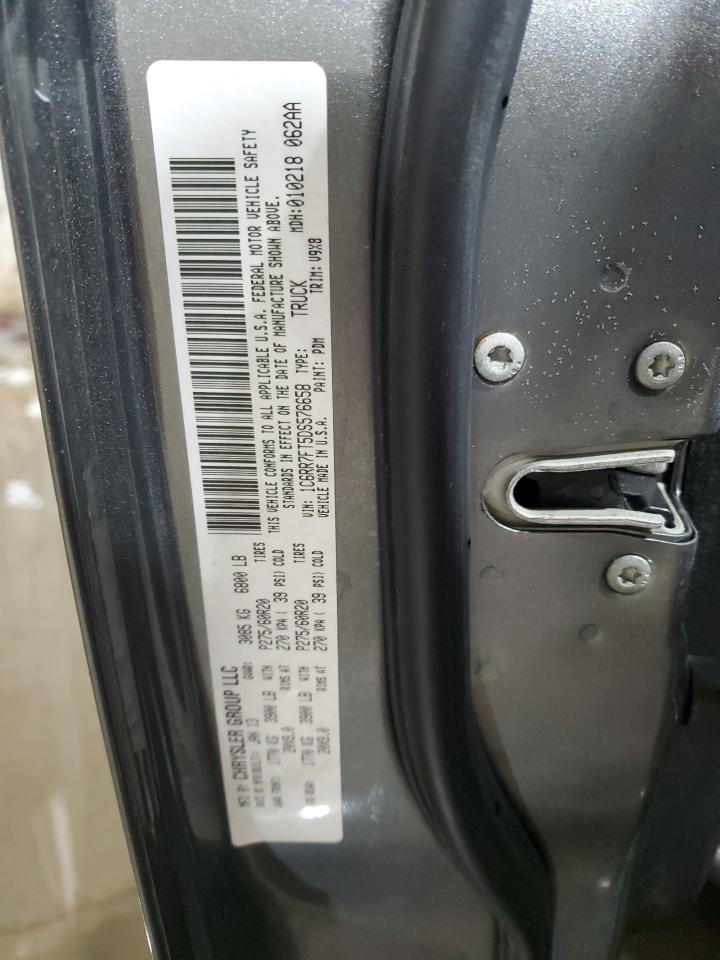 MFD BY CHRYSLER GROUP LLC
DATE OF MFR(BUILT): JAN 13 GVWR: 3085 KG 6800 LB
GAWR FRONT: 1770 KG 3900 LB WITH P275/60R20 TIRES
20X9.0 RIMS AT 270 KPA ( 39 PSI) COLD
GAWR REAR: 1770 KG 3900 LB WITH P275/60R20 TIRES
20X9.0 RIMS AT 270 KPA ( 39 PSI) COLD
THIS VEHICLE CONFORMS TO ALL APPLICABLE U.S.A. FEDERAL MOTOR VEHICLE SAFETY
STANDARDS IN EFFECT ON THE DATE OF MANUFACTURE SHOWN ABOVE.
MDH:010218 062AA
VIN: 1C6RR7FT5DS576658 TYPE: TRUCK
VEHICLE MADE IN U.S.A. PAINT: PDM TRIM: V9X8